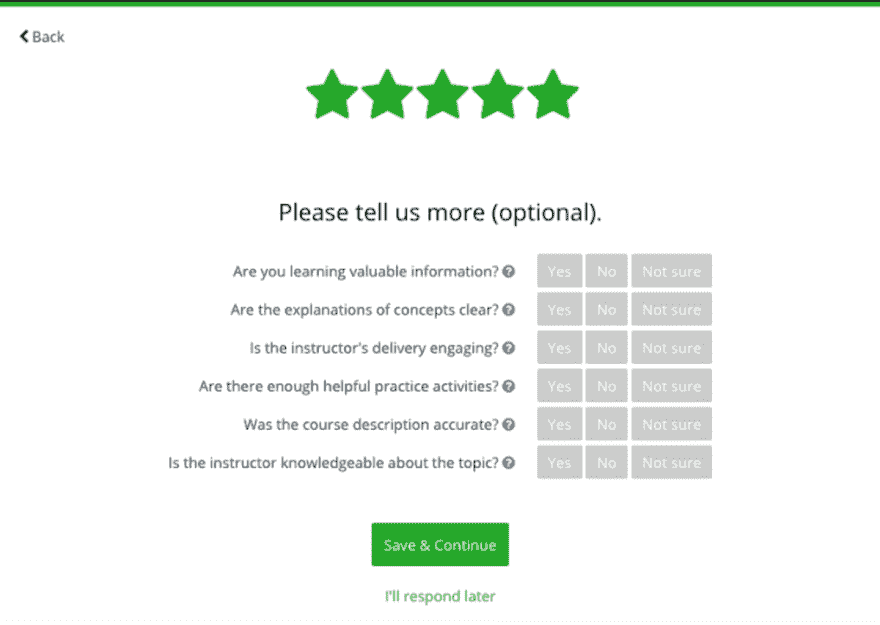 Back
Please tell us more (optional).
Are you learning valuable information? Yes No Not sure
Are the explanations of concepts clear? Yes No Not sure
Is the instructor's delivery engaging? Yes No Not sure
Are there enough helpful practice activities? Yes No Not sure
Was the course description accurate? Yes No Not sure
Is the instructor knowledgeable about the topic? Yes No Not sure
Save & Continue
I'll respond later